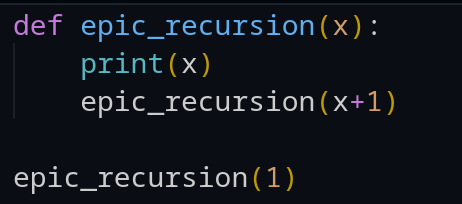 def epic_recursion(x):
    print(x)
    epic_recursion(x+1)

epic_recursion(1)